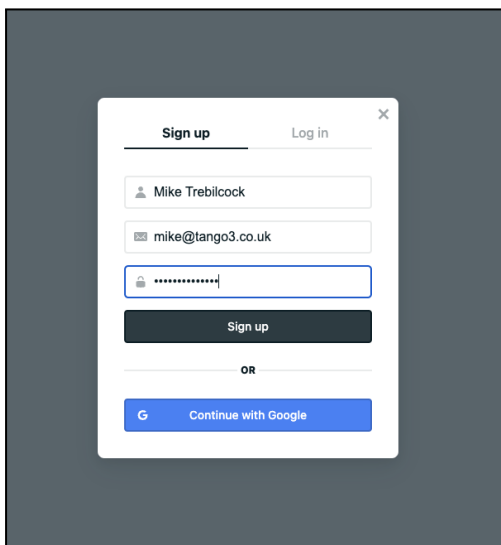 Sign up Log in
Mike Trebilcock
mike@tango3.co.uk
••••••••••••••
Sign up
OR
G Continue with Google